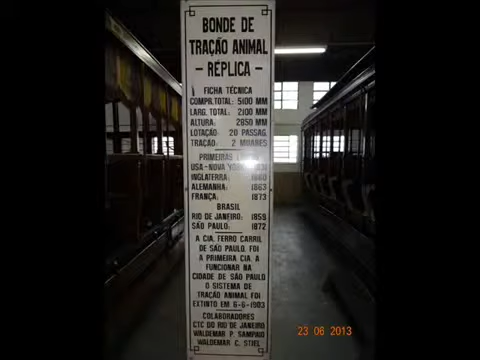 BONDE DE
TRAÇÃO ANIMAL
- RÉPLICA -
FICHA TÉCNICA
COMPR. TOTAL: 5100 MM
LARG. TOTAL: 2100 MM
ALTURA: 2850 MM
LOTAÇÃO: 20 PASSAG.
TRAÇÃO: 2 MUARES
PRIMEIRAS
USA-NOVA
INGLATERRA: 1860
ALEMANHA: 1863
FRANÇA: 1873
BRASIL
RIO DE JANEIRO: 1859
SÃO PAULO: 1872
A CIA. FERRO CARRIL
DE SÃO PAULO, FOI
A PRIMEIRA CIA. A
FUNCIONAR NA
CIDADE DE SÃO PAULO
O SISTEMA DE
TRAÇÃO ANIMAL FOI
EXTINTO EM 6-6-1903
COLABORADORES
CTC DO RIO DE JANEIRO
WALDEMAR P. SAMPAIO
WALDEMAR C. STIEL
23 06 2013